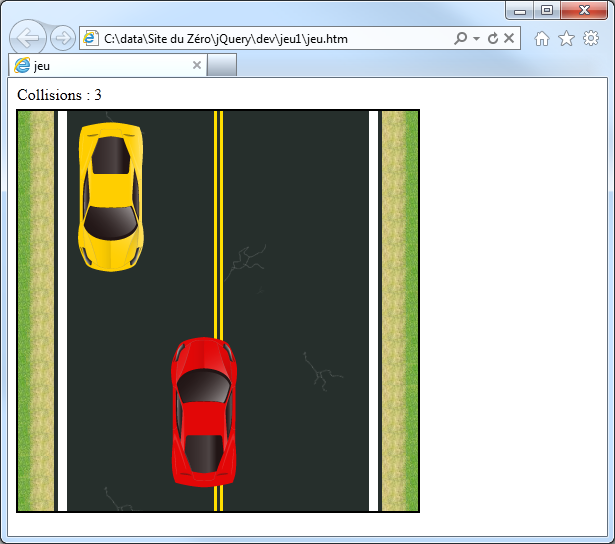 C:\data\Site du Zéro\jQuery\dev\jeu1\jeu.htm
jeu
Collisions : 3